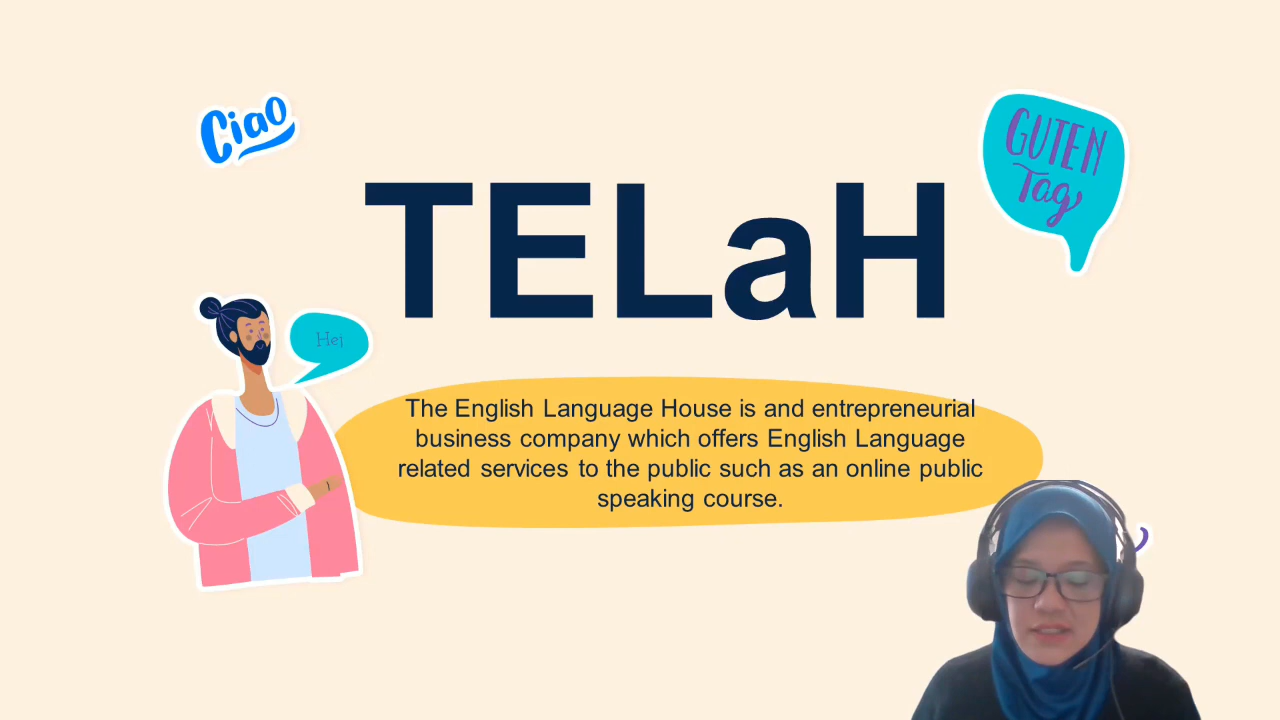 Ciao
GUTEN
Tag
TELaH
Hej
The English Language House is and entrepreneurial
business company which offers English Language
related services to the public such as an online public
speaking course.